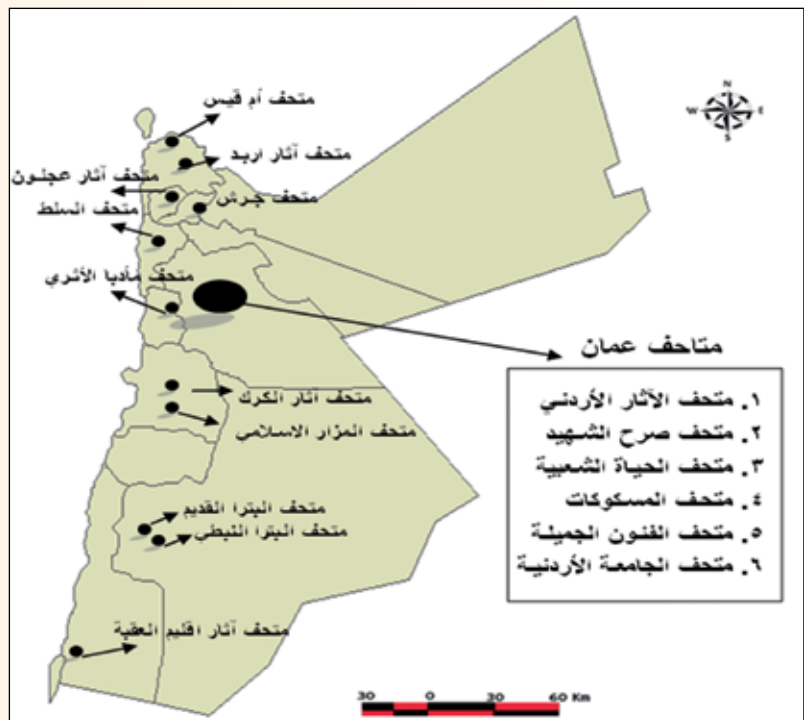 متحف أم قيس
N
W E
S
متحف آثار اربد
متحف آثار عجلون
متحف جرش
متحف السلط
متحف مأدبا الأثري
متاحف عمان
١. متحف الآثار الأردني
٢. متحف صرح الشهيد
٣. متحف الحياة الشعبية
٤. متحف المسكوكات
٥. متحف الفنون الجميلة
٦. متحف الجامعة الأردنية
متحف آثار الكرك
متحف المزار الاسلامي
متحف البترا القديم
متحف البترا النبطي
متحف آثار اقليم العقبة
30 0 30 60 Km